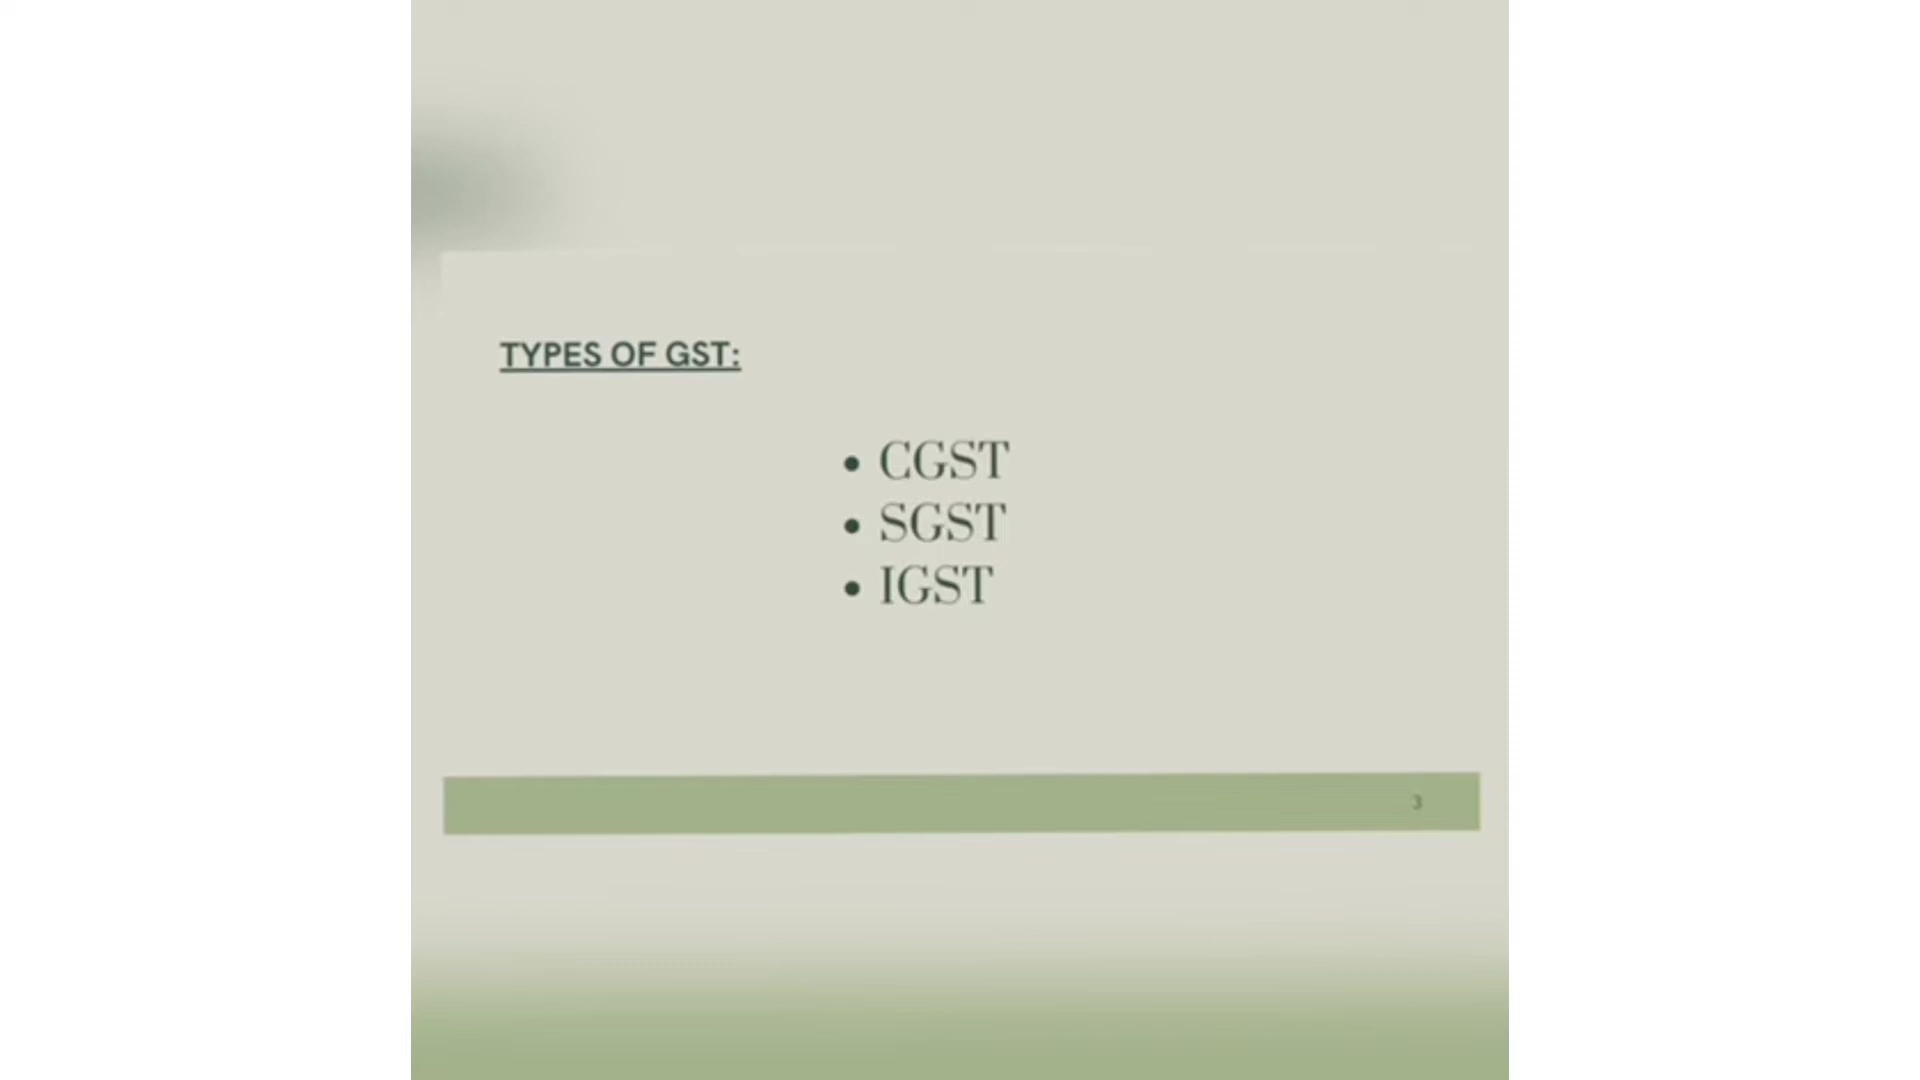 TYPES OF GST:
• CGST
• SGST
• IGST
3